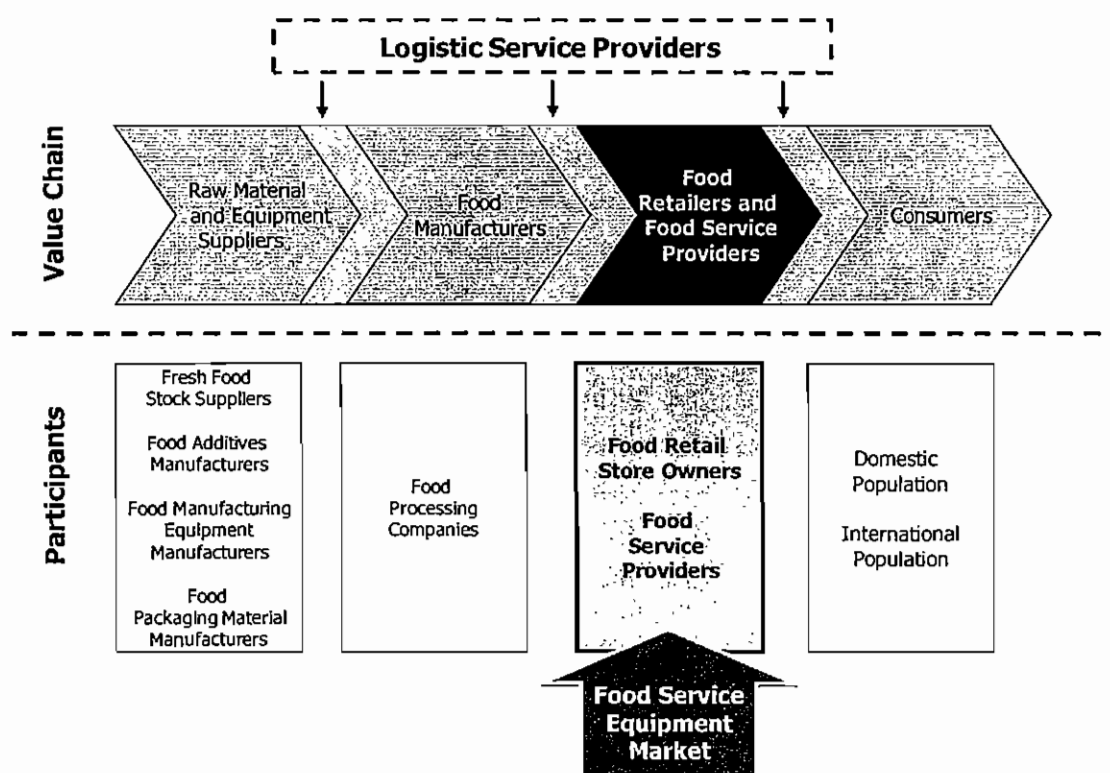 Logistic Service Providers
Value Chain
Raw Material
and Equipment
Suppliers
Food
Manufacturers
Food
Retailers and
Food Service
Providers
Consumers
Participants
Fresh Food
Stock Suppliers
Food Additives
Manufacturers
Food Manufacturing
Equipment
Manufacturers
Food
Packaging Material
Manufacturers
Food
Processing
Companies
Food Retail
Store Owners
Food
Service
Providers
Domestic
Population
International
Population
Food Service
Equipment
Market